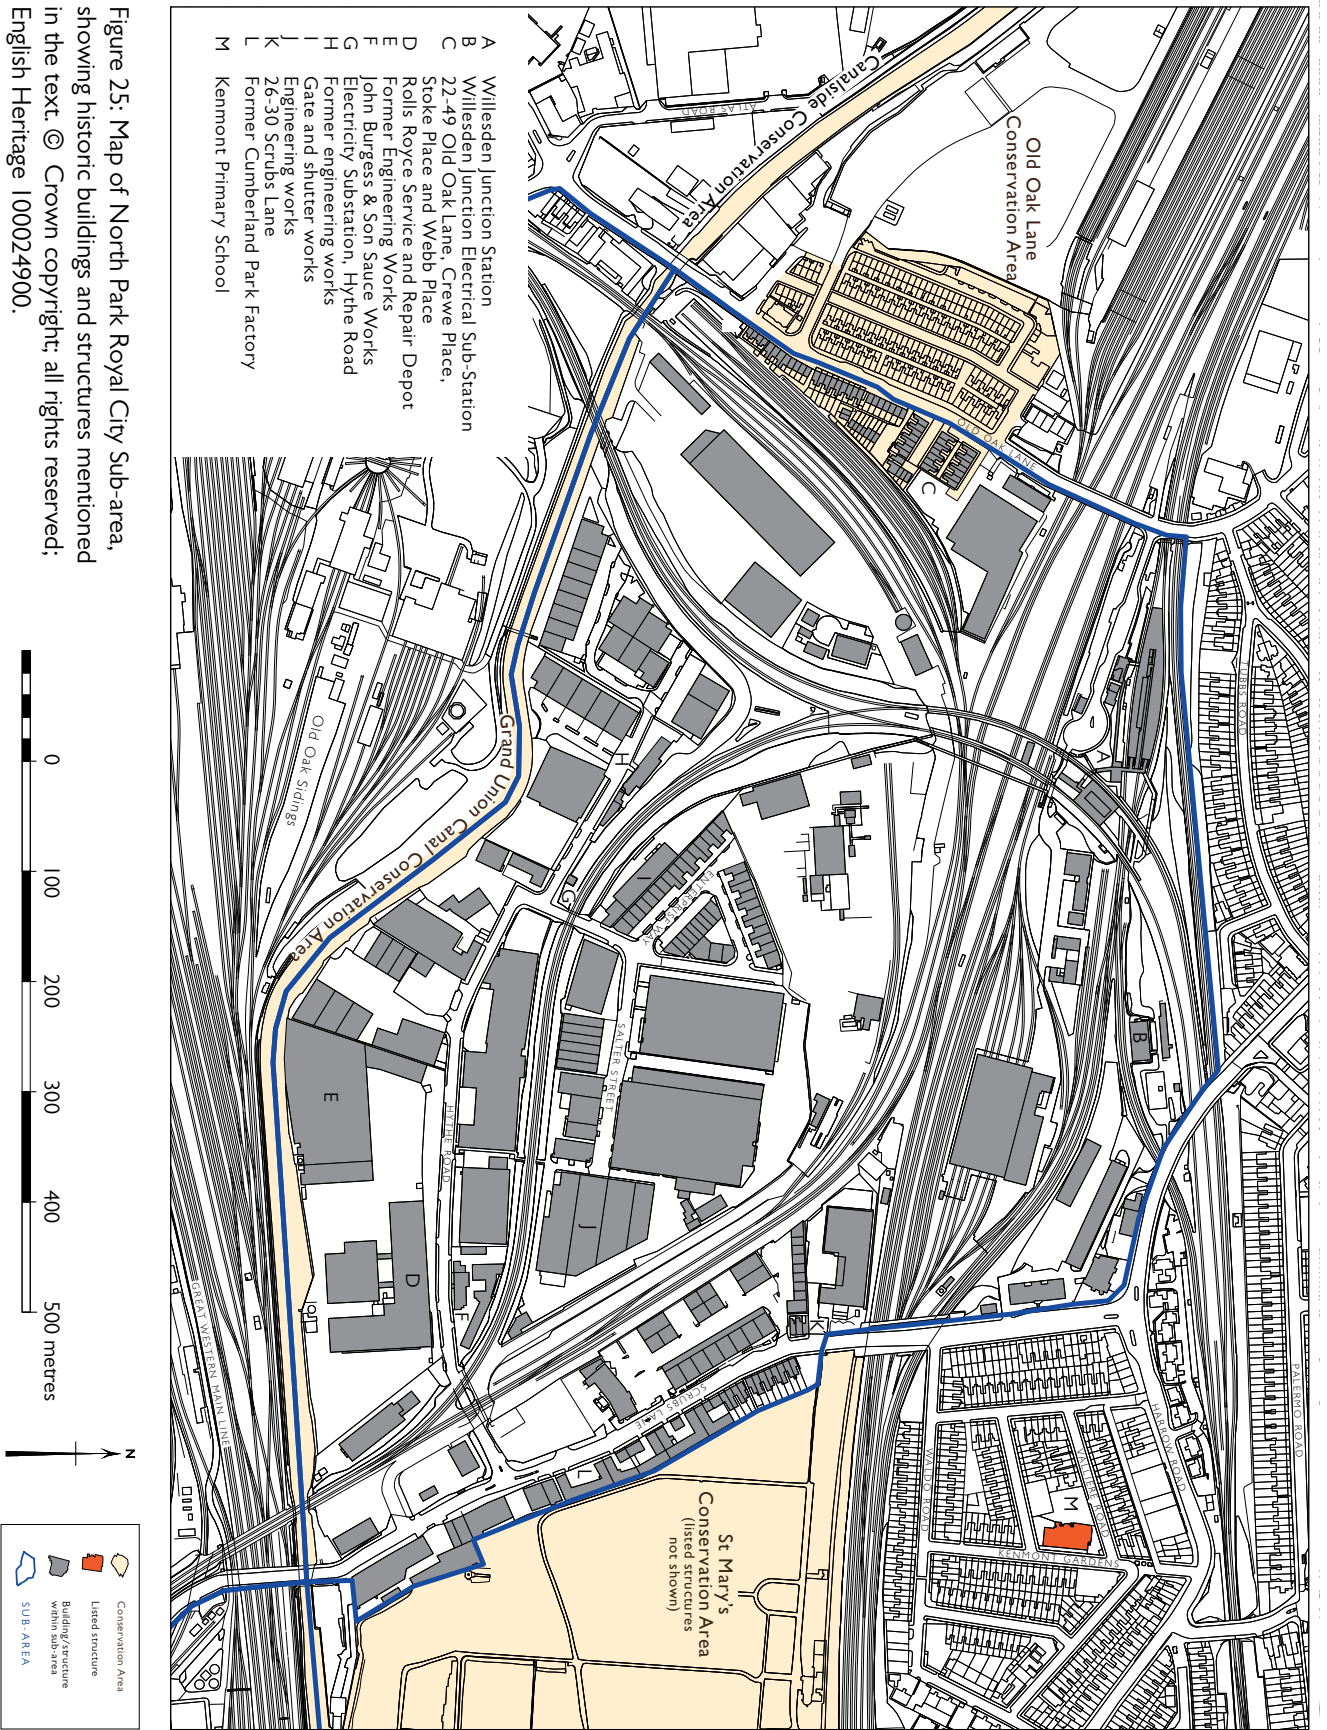 Old Oak Lane
Conservation Area
Canalside Conservation Area
ATLAS ROAD
OLD OAK LANE
TUBBS ROAD
C
A
B
A Willesden Junction Station
B Willesden Junction Electrical Sub-Station
C 22-49 Old Oak Lane, Crewe Place,
Stoke Place and Webb Place
D Rolls Royce Service and Repair Depot
E Former Engineering Works
F John Burgess & Son Sauce Works
G Electricity Substation, Hythe Road
H Former engineering works
I Gate and shutter works
J Engineering works
K 26-30 Scrubs Lane
L Former Cumberland Park Factory
M Kenmont Primary School
Grand Union Canal Conservation Area
Old Oak Sidings
H
I
G
ENTERPRISE WAY
SALTER STREET
HYTHE ROAD
E
J
D
F
K
L
SCRUBS LANE
GREAT WESTERN MAIN LINE
PALERMO ROAD
HARROW ROAD
VALLIERE ROAD
WALDO ROAD
KENMONT GARDENS
M
St Mary's
Conservation Area
(listed structures
not shown)
Figure 25: Map of North Park Royal City Sub-area,
showing historic buildings and structures mentioned
in the text. © Crown copyright; all rights reserved;
English Heritage 100024900.
0 100 200 300 400 500 metres
N
Conservation Area
Listed structure
Building/structure
within sub-area
SUB-AREA